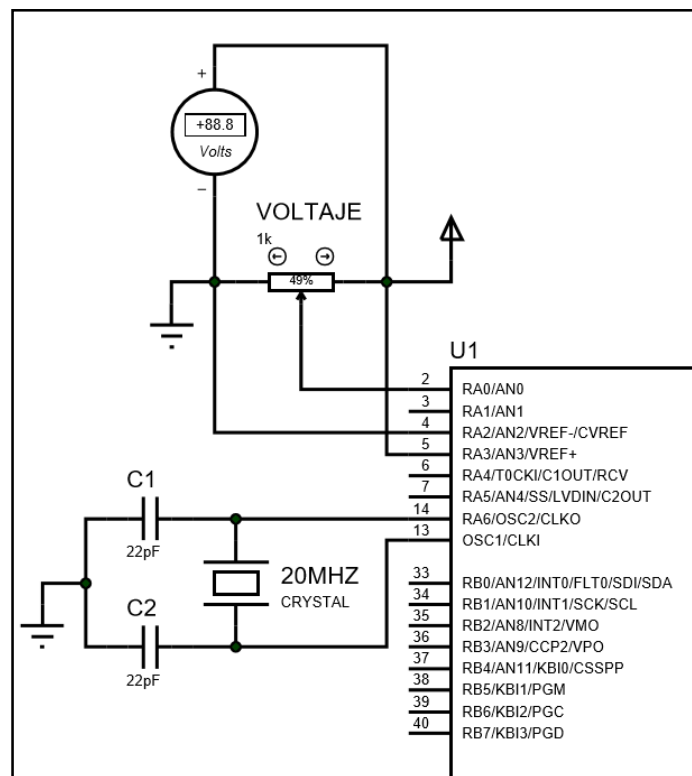 +
+88.8
Volts
−
VOLTAJE
1k
49%
U1
2 RA0/AN0
3 RA1/AN1
4 RA2/AN2/VREF-/CVREF
5 RA3/AN3/VREF+
6 RA4/T0CKI/C1OUT/RCV
7 RA5/AN4/SS/LVDIN/C2OUT
14 RA6/OSC2/CLKO
13 OSC1/CLKI
C1
22pF
20MHZ
CRYSTAL
C2
22pF
33 RB0/AN12/INT0/FLT0/SDI/SDA
34 RB1/AN10/INT1/SCK/SCL
35 RB2/AN8/INT2/VMO
36 RB3/AN9/CCP2/VPO
37 RB4/AN11/KBI0/CSSPP
38 RB5/KBI1/PGM
39 RB6/KBI2/PGC
40 RB7/KBI3/PGD